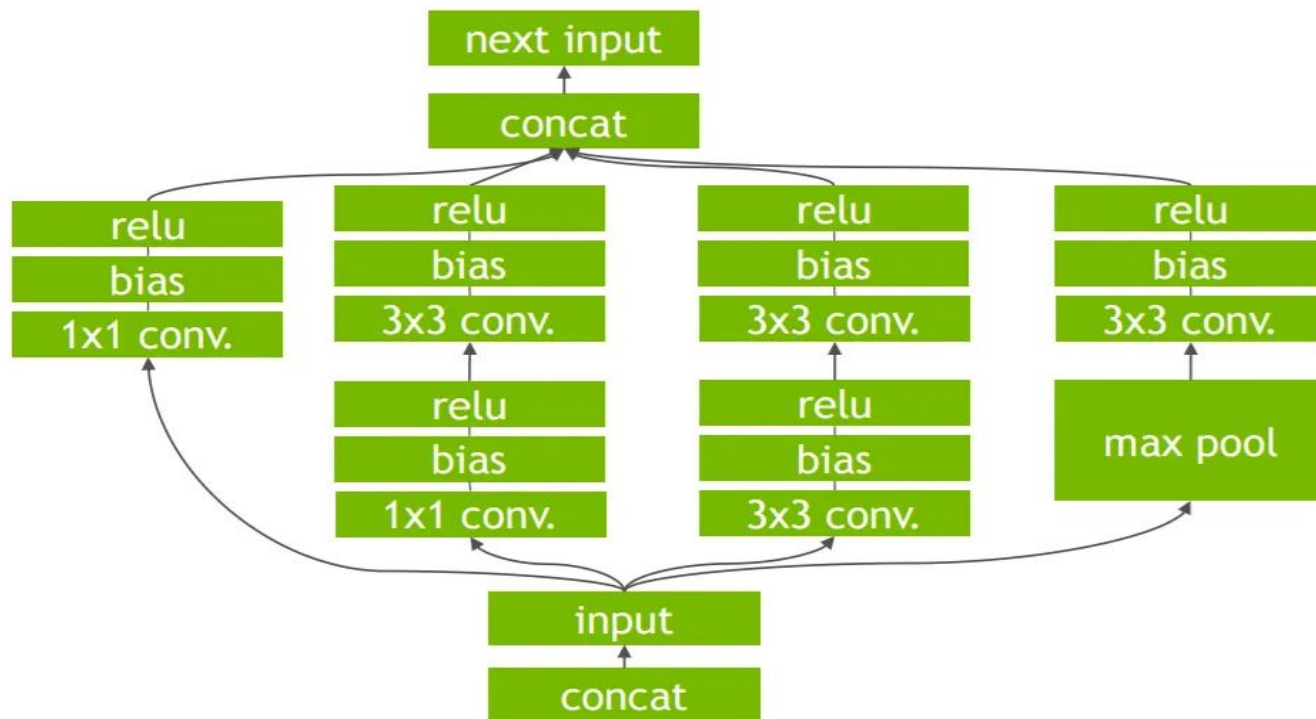 next input
concat
relu
bias
1x1 conv.
relu
bias
3x3 conv.
relu
bias
1x1 conv.
relu
bias
3x3 conv.
relu
bias
3x3 conv.
relu
bias
3x3 conv.
max pool
input
concat